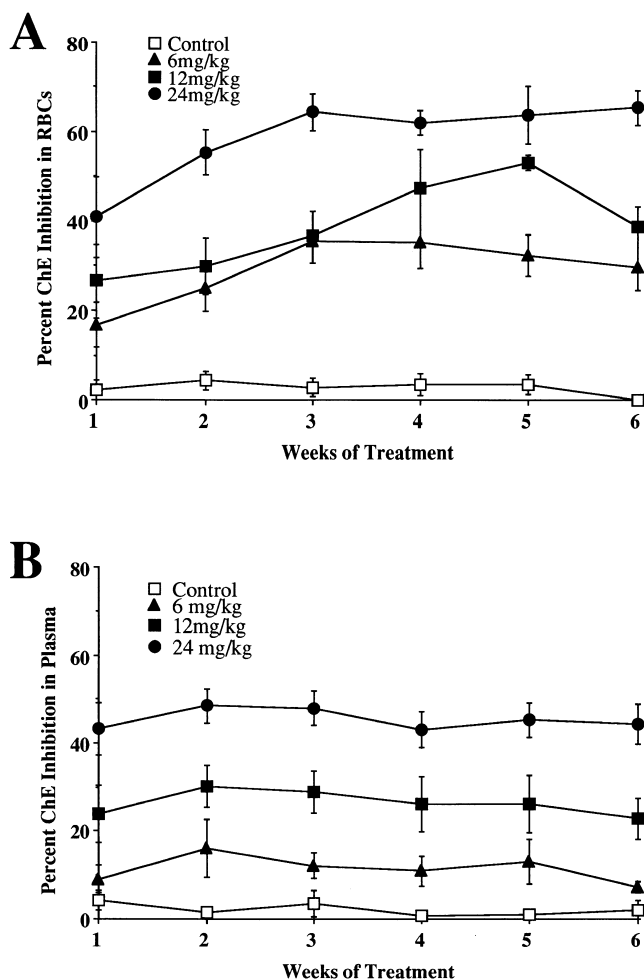 A
Percent ChE Inhibition in RBCs
80
60
40
20
0
Control
6mg/kg
12mg/kg
24mg/kg
1 2 3 4 5 6
Weeks of Treatment
B
Percent ChE Inhibition in Plasma
80
60
40
20
0
Control
6 mg/kg
12mg/kg
24 mg/kg
1 2 3 4 5 6
Weeks of Treatment